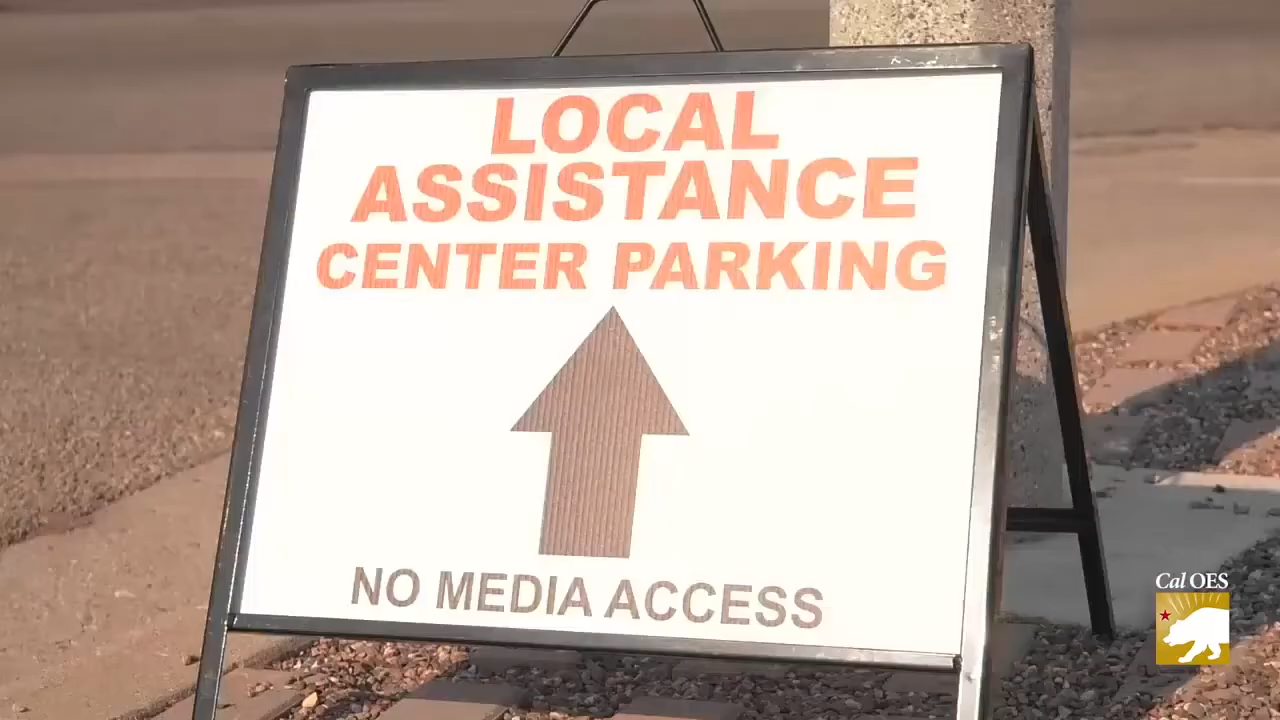 LOCAL
ASSISTANCE
CENTER PARKING
NO MEDIA ACCESS
Cal OES